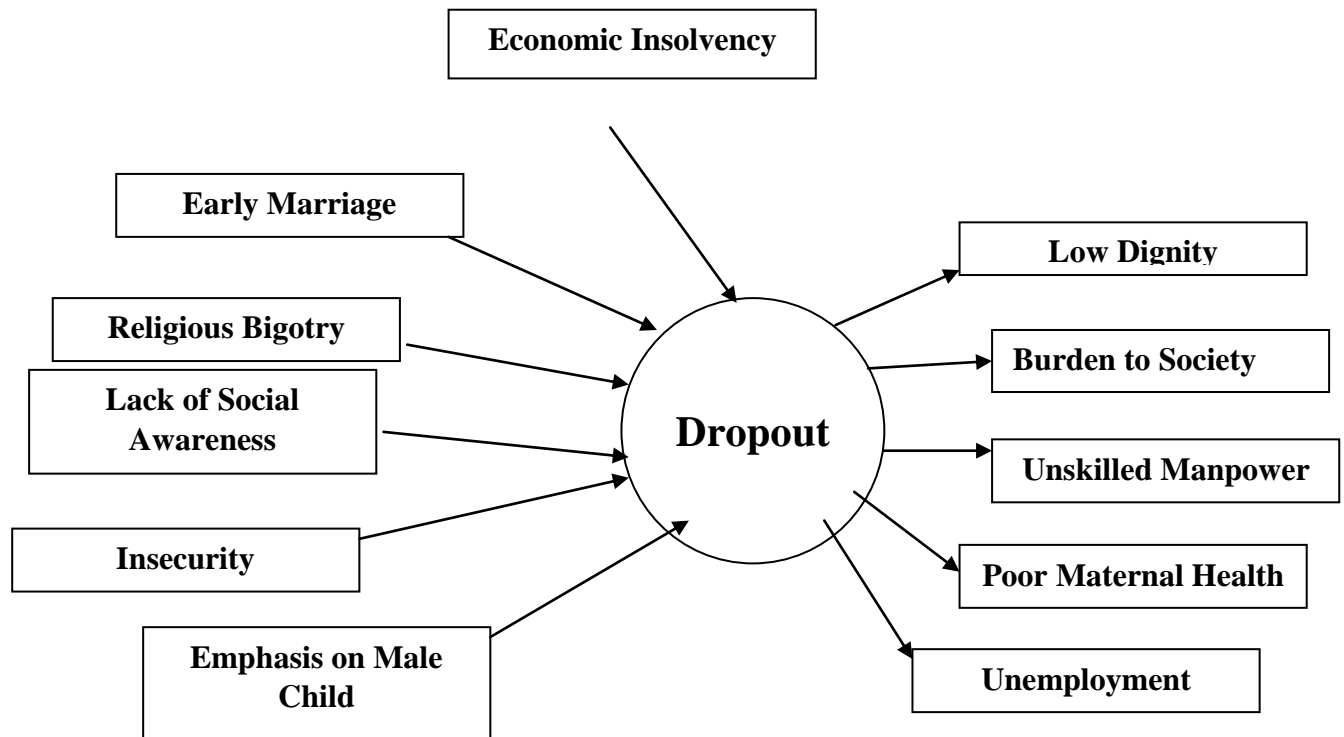 Economic Insolvency
Early Marriage
Religious Bigotry
Lack of Social
Awareness
Insecurity
Emphasis on Male
Child
Dropout
Low Dignity
Burden to Society
Unskilled Manpower
Poor Maternal Health
Unemployment